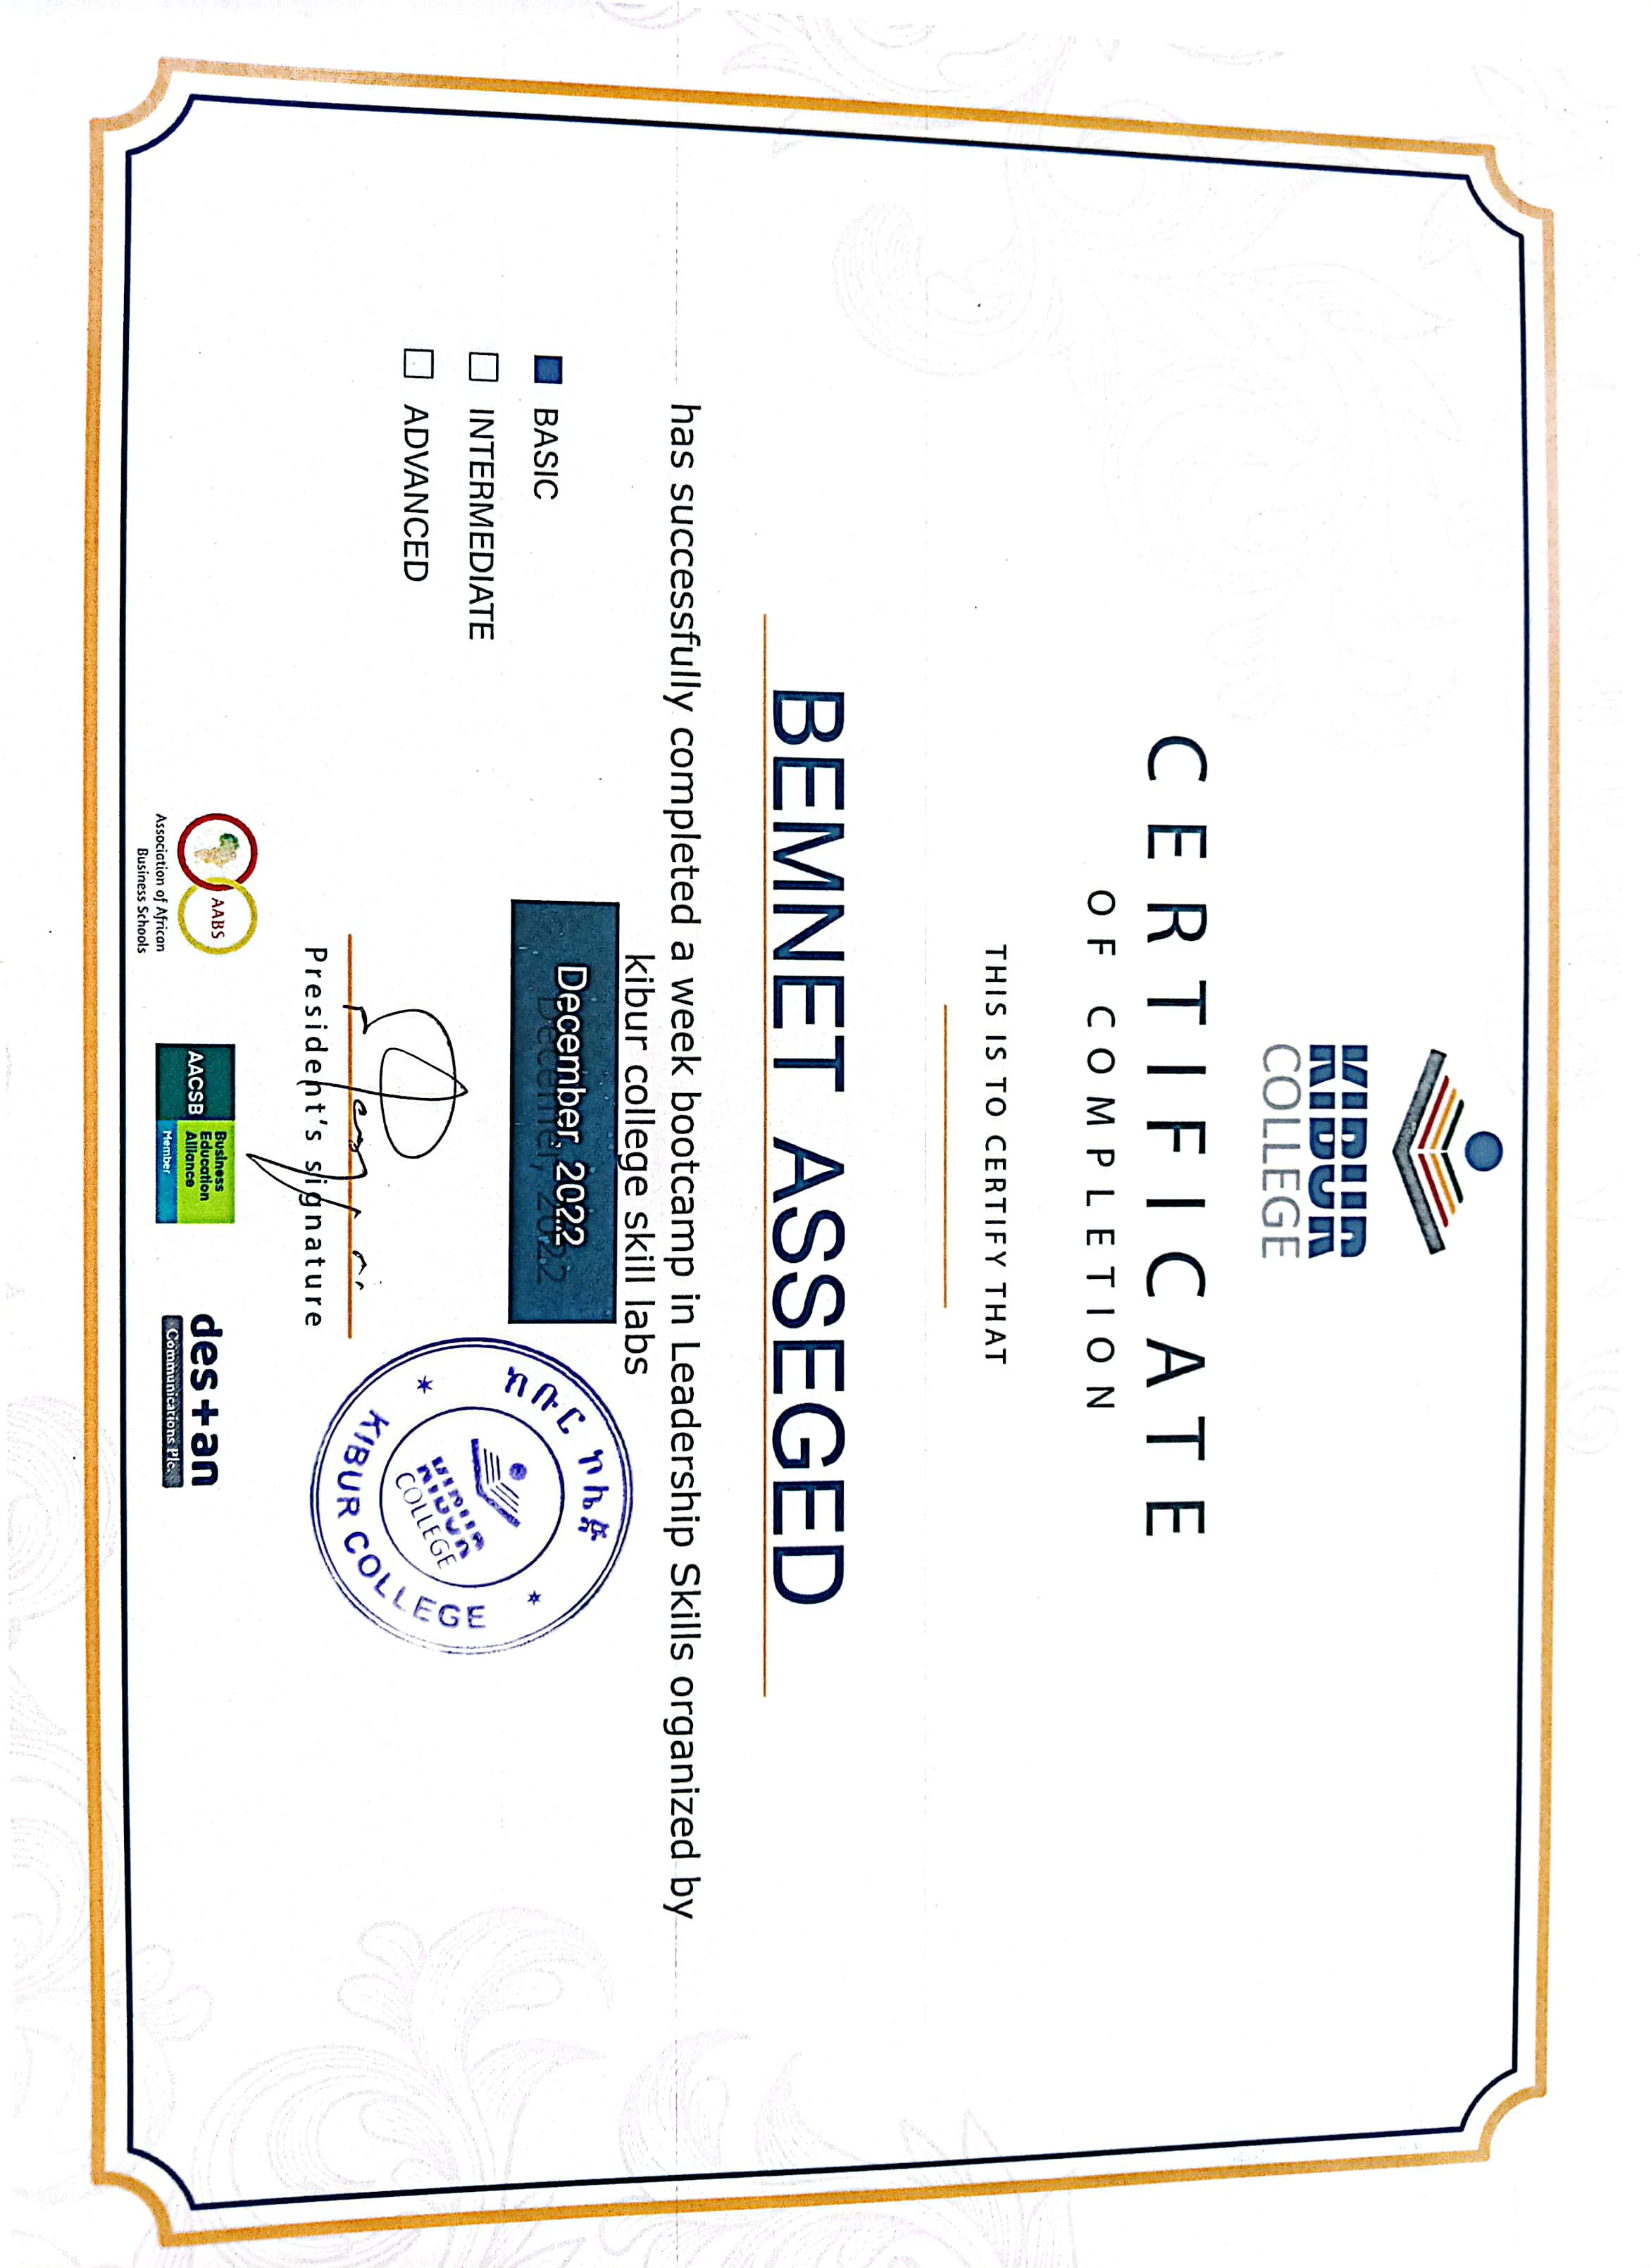 KIBUR
COLLEGE
CERTIFICATE
OF COMPLETION
THIS IS TO CERTIFY THAT
BEMNET ASSEGED
has successfully completed a week bootcamp in Leadership Skills organized by
kibur college skill labs
December, 2022
BASIC
INTERMEDIATE
ADVANCED
ክቡር ኮሌጅ
KIBUR
COLLEGE
KIBUR COLLEGE
President's signature
AABS
Association of African
Business Schools
AACSB
Business
Education
Alliance
Member
des+an
Communications Plc.